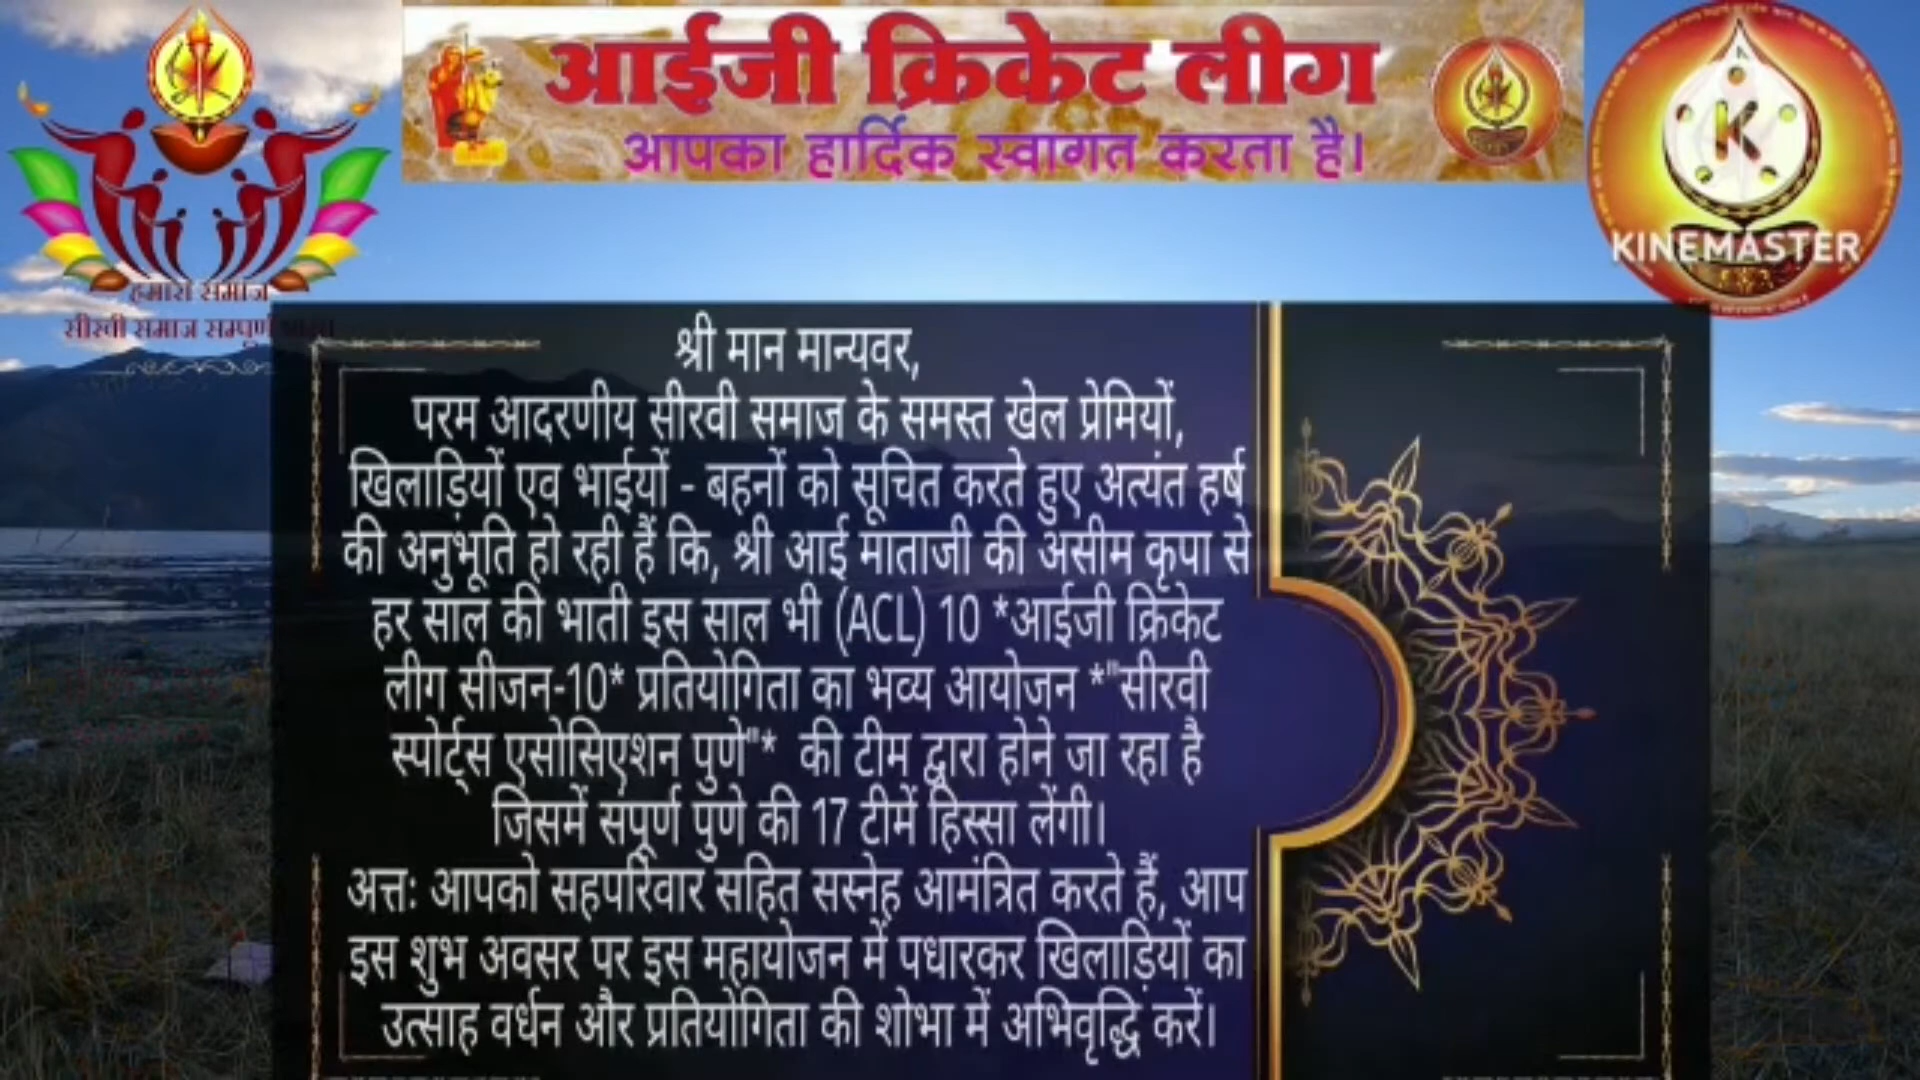 आईजी क्रिकेट लीग
आपका हार्दिक स्वागत करता है।
KINEMASTER
हमारा समाज
सीरवी समाज सम्पूर्ण
श्री मान मान्यवर,
परम आदरणीय सीरवी समाज के समस्त खेल प्रेमियों,
खिलाड़ियों एव भाईयों - बहनों को सूचित करते हुए अत्यंत हर्ष
की अनुभूति हो रही हैं कि, श्री आई माताजी की असीम कृपा से
हर साल की भाती इस साल भी (ACL) 10 *आईजी क्रिकेट
लीग सीजन-10* प्रतियोगिता का भव्य आयोजन *"सीरवी
स्पोर्ट्स एसोसिएशन पुणे"* की टीम द्वारा होने जा रहा है
जिसमें संपूर्ण पुणे की 17 टीमें हिस्सा लेंगी।
अत्तः आपको सहपरिवार सहित सस्नेह आमंत्रित करते हैं, आप
इस शुभ अवसर पर इस महायोजन में पधारकर खिलाड़ियों का
उत्साह वर्धन और प्रतियोगिता की शोभा में अभिवृद्धि करें।